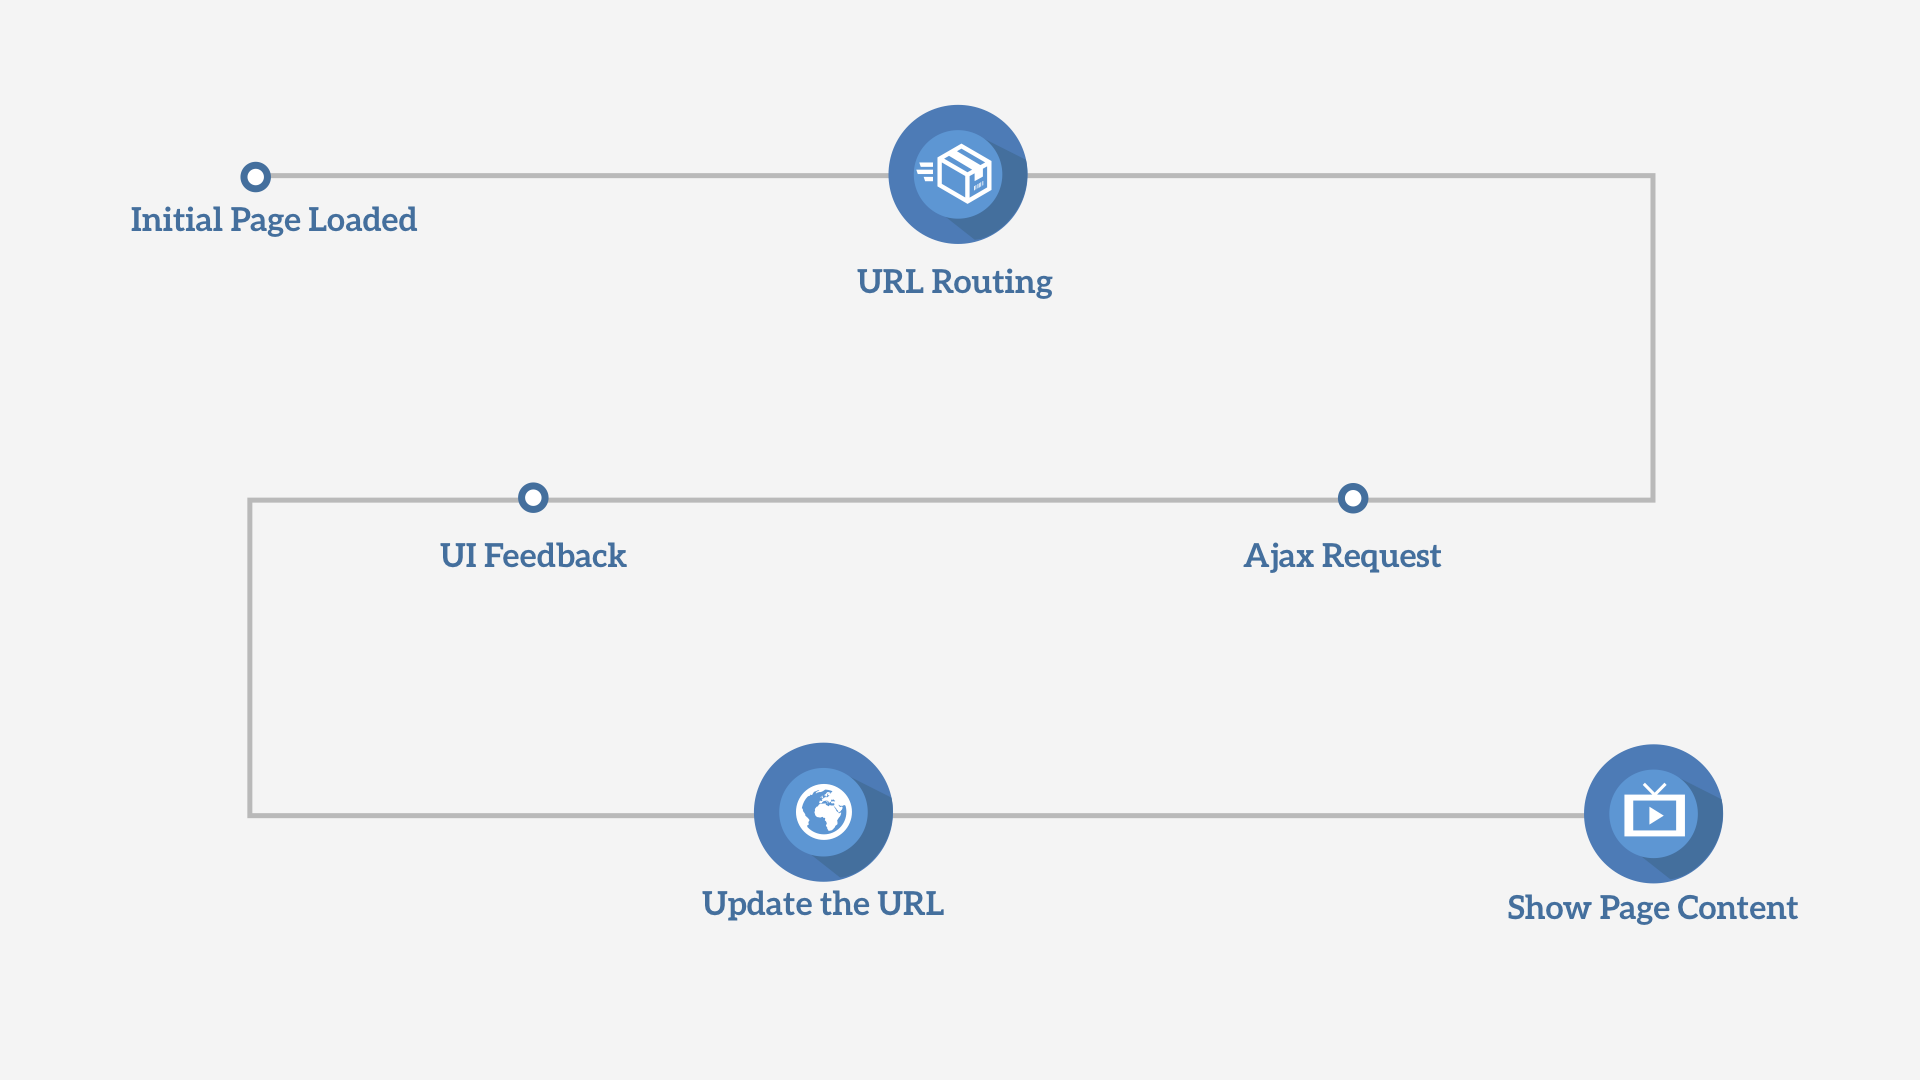 Initial Page Loaded
URL Routing
UI Feedback
Ajax Request
Update the URL
Show Page Content